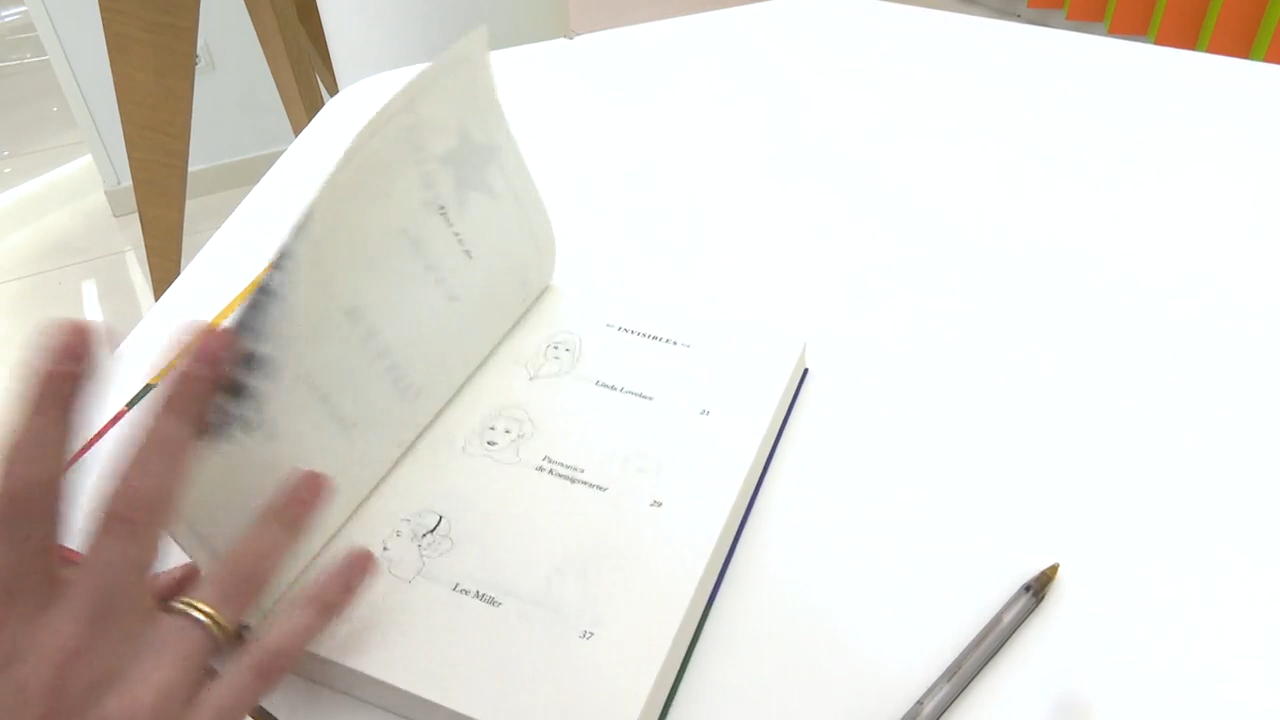 INVISIBLES
Linda Lovelace
21
Pannonica
de Koenigswarter
29
Lee Miller
37